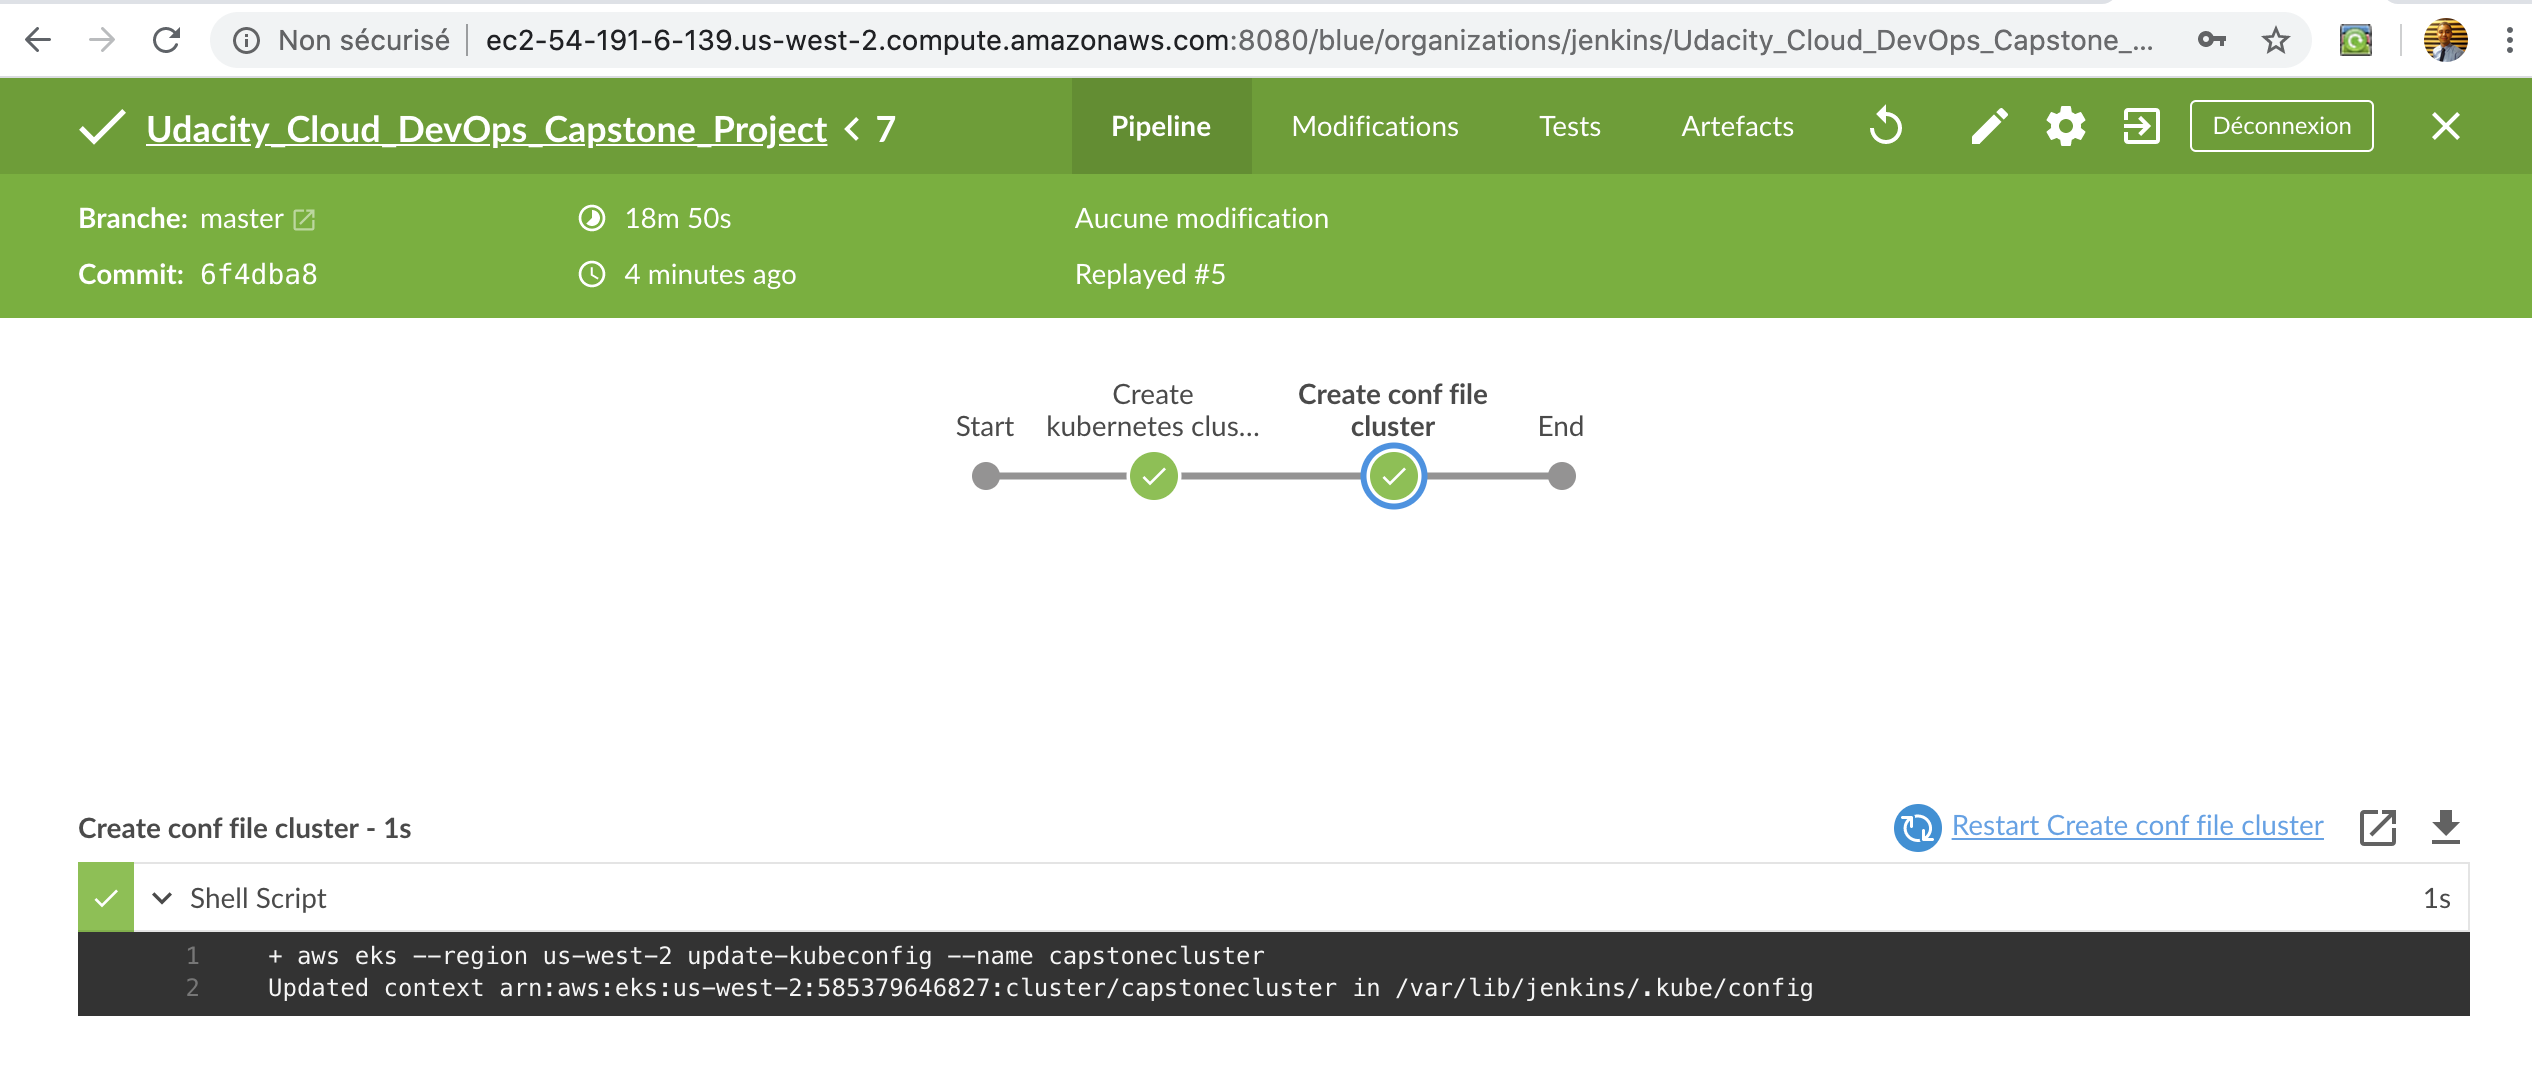 Non sécurisé ec2-54-191-6-139.us-west-2.compute.amazonaws.com:8080/blue/organizations/jenkins/Udacity_Cloud_DevOps_Capstone_...
Udacity_Cloud_DevOps_Capstone_Project < 7 Pipeline Modifications Tests Artefacts Déconnexion
Branche: master 18m 50s Aucune modification
Commit: 6f4dba8 4 minutes ago Replayed #5
Start
Create
kubernetes clus...
Create conf file
cluster
End
Create conf file cluster - 1s Restart Create conf file cluster
Shell Script 1s
1 + aws eks --region us-west-2 update-kubeconfig --name capstonecluster
2 Updated context arn:aws:eks:us-west-2:585379646827:cluster/capstonecluster in /var/lib/jenkins/.kube/config